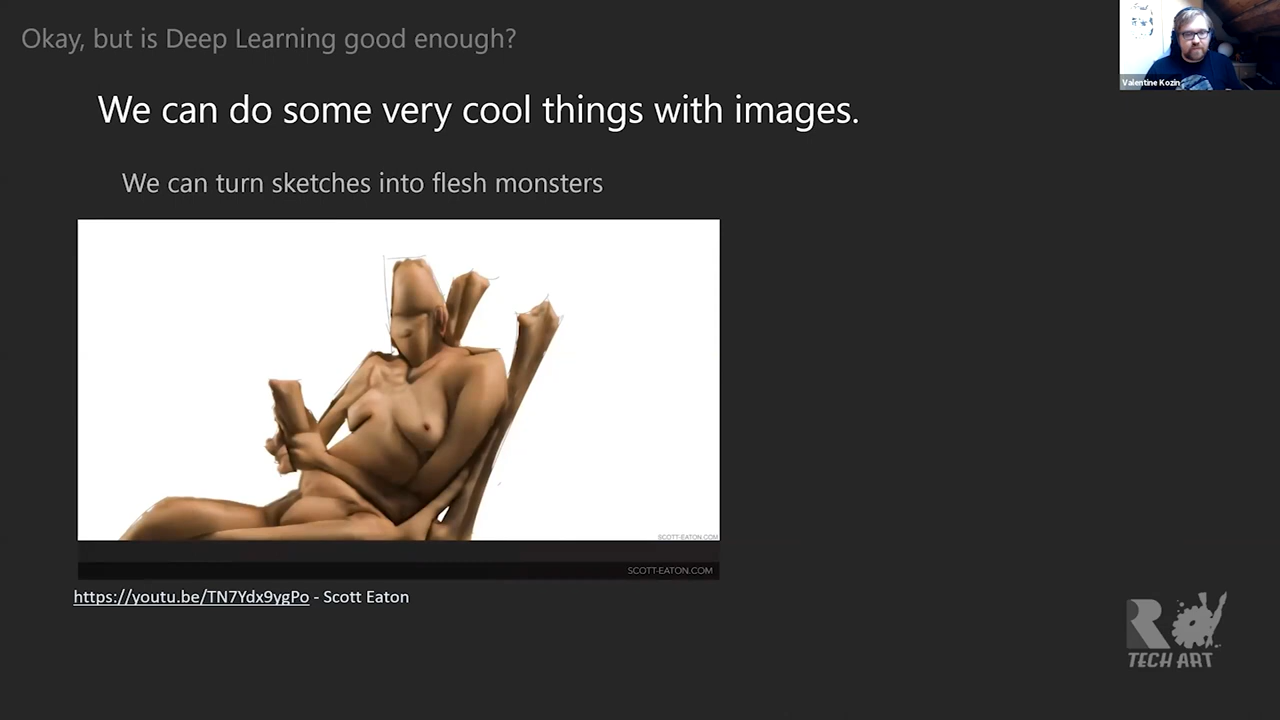 Okay, but is Deep Learning good enough?
Valentine Kozin
We can do some very cool things with images.
We can turn sketches into flesh monsters
SCOTT-EATON.COM
SCOTT-EATON.COM
https://youtu.be/TN7Ydx9ygPo - Scott Eaton
R
TECH ART